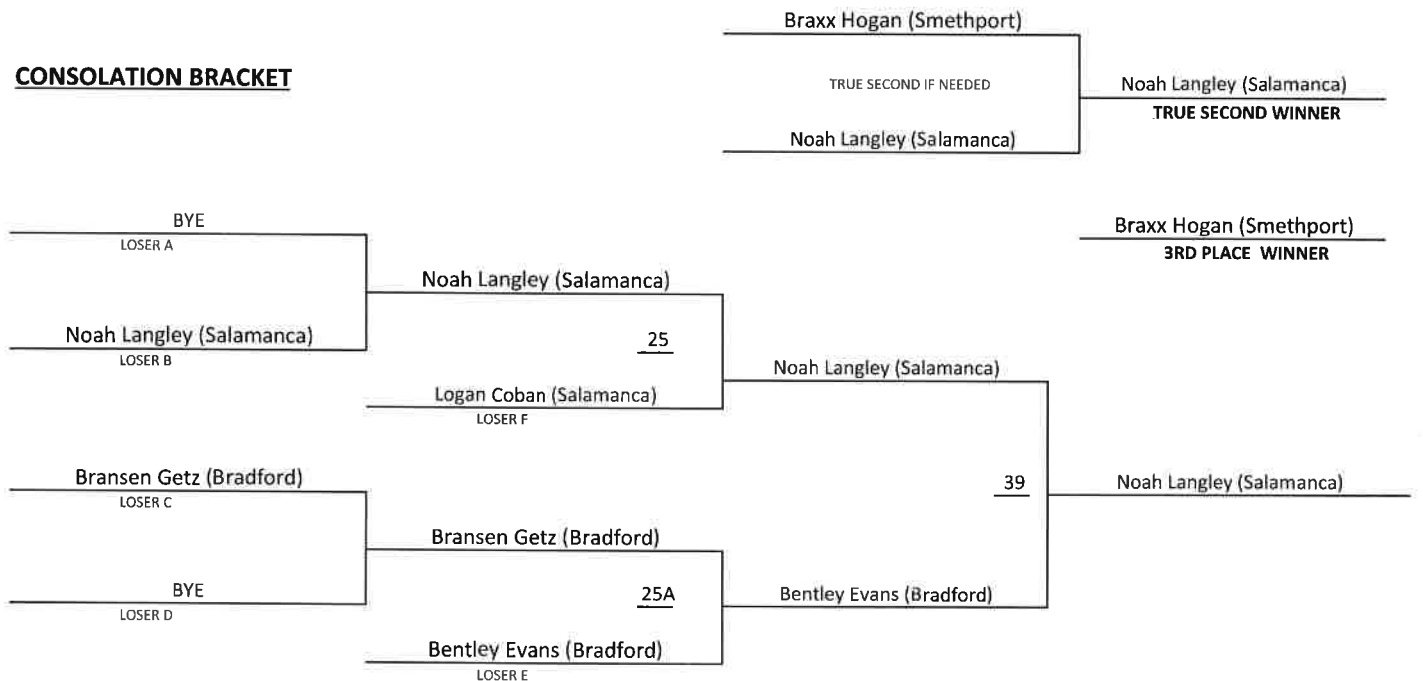 Braxx Hogan (Smethport)
CONSOLATION BRACKET
TRUE SECOND IF NEEDED
Noah Langley (Salamanca)
TRUE SECOND WINNER
Noah Langley (Salamanca)
BYE
LOSER A
Braxx Hogan (Smethport)
3RD PLACE WINNER
Noah Langley (Salamanca)
Noah Langley (Salamanca)
LOSER B
25
Noah Langley (Salamanca)
Logan Coban (Salamanca)
LOSER F
Bransen Getz (Bradford)
LOSER C
39
Noah Langley (Salamanca)
Bransen Getz (Bradford)
BYE
LOSER D
25A
Bentley Evans (Bradford)
Bentley Evans (Bradford)
LOSER E